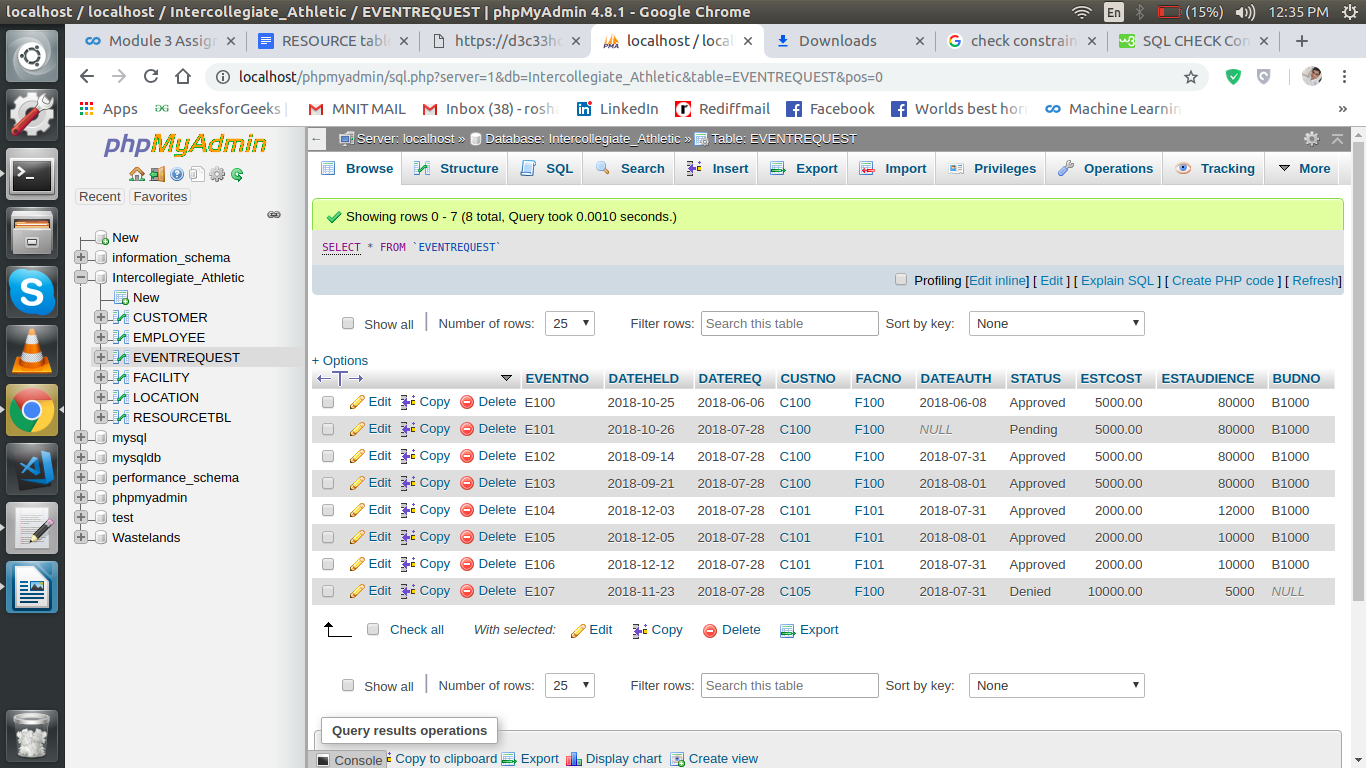 localhost / localhost / Intercollegiate_Athletic / EVENTREQUEST | phpMyAdmin 4.8.1 - Google Chrome En (15%) 12:35 PM
Module 3 Assig RESOURCE tabl https://d3c33hc localhost / local Downloads check constrain SQL CHECK Con
localhost/phpmyadmin/sql.php?server=1&db=Intercollegiate_Athletic&table=EVENTREQUEST&pos=0
Apps GeeksforGeeks | MNIT MAIL Inbox (38) - rosh LinkedIn Rediffmail Facebook Worlds best hor Machine Learnin »
phpMyAdmin
Recent Favorites
New
information_schema
Intercollegiate_Athletic
New
CUSTOMER
EMPLOYEE
EVENTREQUEST
FACILITY
LOCATION
RESOURCETBL
mysql
mysqldb
performance_schema
phpmyadmin
test
Wastelands
Server: localhost » Database: Intercollegiate_Athletic » Table: EVENTREQUEST
Browse Structure SQL Search Insert Export Import Privileges Operations Tracking More
Showing rows 0 - 7 (8 total, Query took 0.0010 seconds.)
SELECT * FROM `EVENTREQUEST`
Profiling [Edit inline] [ Edit ] [ Explain SQL ] [ Create PHP code ] [ Refresh]
Show all | Number of rows: 25 Filter rows: Search this table Sort by key: None
+ Options
EVENTNO DATEHELD DATEREQ CUSTNO FACNO DATEAUTH STATUS ESTCOST ESTAUDIENCE BUDNO
Edit Copy Delete E100 2018-10-25 2018-06-06 C100 F100 2018-06-08 Approved 5000.00 80000 B1000
Edit Copy Delete E101 2018-10-26 2018-07-28 C100 F100 NULL Pending 5000.00 80000 B1000
Edit Copy Delete E102 2018-09-14 2018-07-28 C100 F100 2018-07-31 Approved 5000.00 80000 B1000
Edit Copy Delete E103 2018-09-21 2018-07-28 C100 F100 2018-08-01 Approved 5000.00 80000 B1000
Edit Copy Delete E104 2018-12-03 2018-07-28 C101 F101 2018-07-31 Approved 2000.00 12000 B1000
Edit Copy Delete E105 2018-12-05 2018-07-28 C101 F101 2018-08-01 Approved 2000.00 10000 B1000
Edit Copy Delete E106 2018-12-12 2018-07-28 C101 F101 2018-07-31 Approved 2000.00 10000 B1000
Edit Copy Delete E107 2018-11-23 2018-07-28 C105 F100 2018-07-31 Denied 10000.00 5000 NULL
Check all With selected: Edit Copy Delete Export
Show all | Number of rows: 25 Filter rows: Search this table Sort by key: None
Query results operations
Console Copy to clipboard Export Display chart Create view